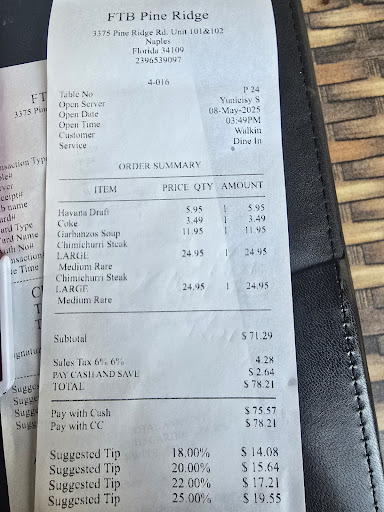 FTB Pine Ridge
3375 Pine Ridge Rd. Unit 101&102
Naples
Florida 34109
2396539097
4-016
Table No P 24
Open Server Yunicisy S
Open Date 08-May-2025
Open Time 03:49PM
Customer Walkin
Service Dine In
ORDER SUMMARY
ITEM PRICE QTY AMOUNT
Havana Draft 5.95 1 5.95
Coke 3.49 1 3.49
Garbanzos Soup 11.95 1 11.95
Chimichurri Steak
LARGE 24.95 1 24.95
Medium Rare
Chimichurri Steak
LARGE 24.95 1 24.95
Medium Rare
Subtotal $ 71.29
Sales Tax 6% 6% 4.28
PAY CASH AND SAVE $ 2.64
TOTAL $ 78.21
Pay with Cash $ 75.57
Pay with CC $ 78.21
Suggested Tip 18.00% $ 14.08
Suggested Tip 20.00% $ 15.64
Suggested Tip 22.00% $ 17.21
Suggested Tip 25.00% $ 19.55
FT
3375 Pine